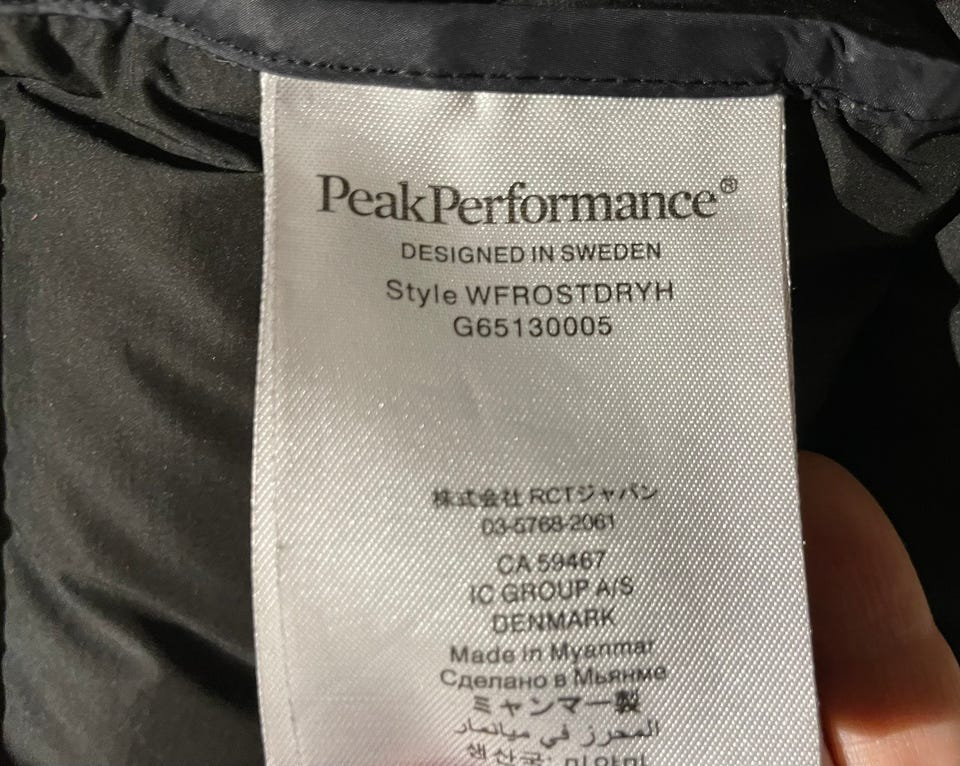 PeakPerformance®
DESIGNED IN SWEDEN
Style WFROSTDRYH
G65130005
株式会社 RCTジャパン
03-5768-2061
CA 59467
IC GROUP A/S
DENMARK
Made in Myanmar
Сделано в Мьянме
ミャンマー製
في ميانمار